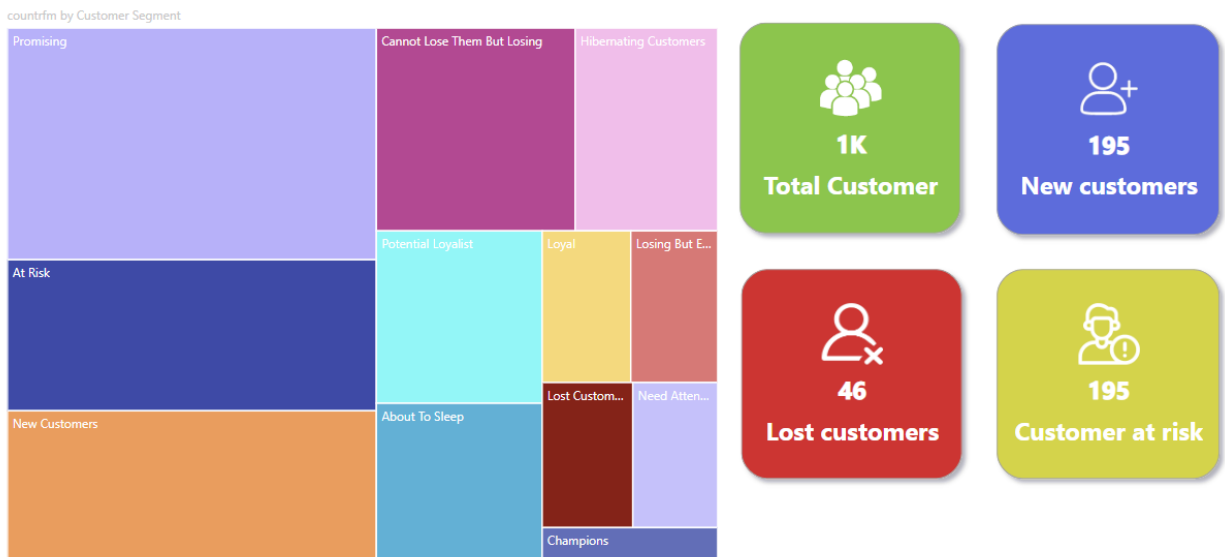 countrfm by Customer Segment
Promising
Cannot Lose Them But Losing
Hibernating Customers
At Risk
Potential Loyalist
Loyal
Losing But E...
New Customers
About To Sleep
Lost Custom...
Need Atten...
Champions
1K
Total Customer
195
New customers
46
Lost customers
195
Customer at risk